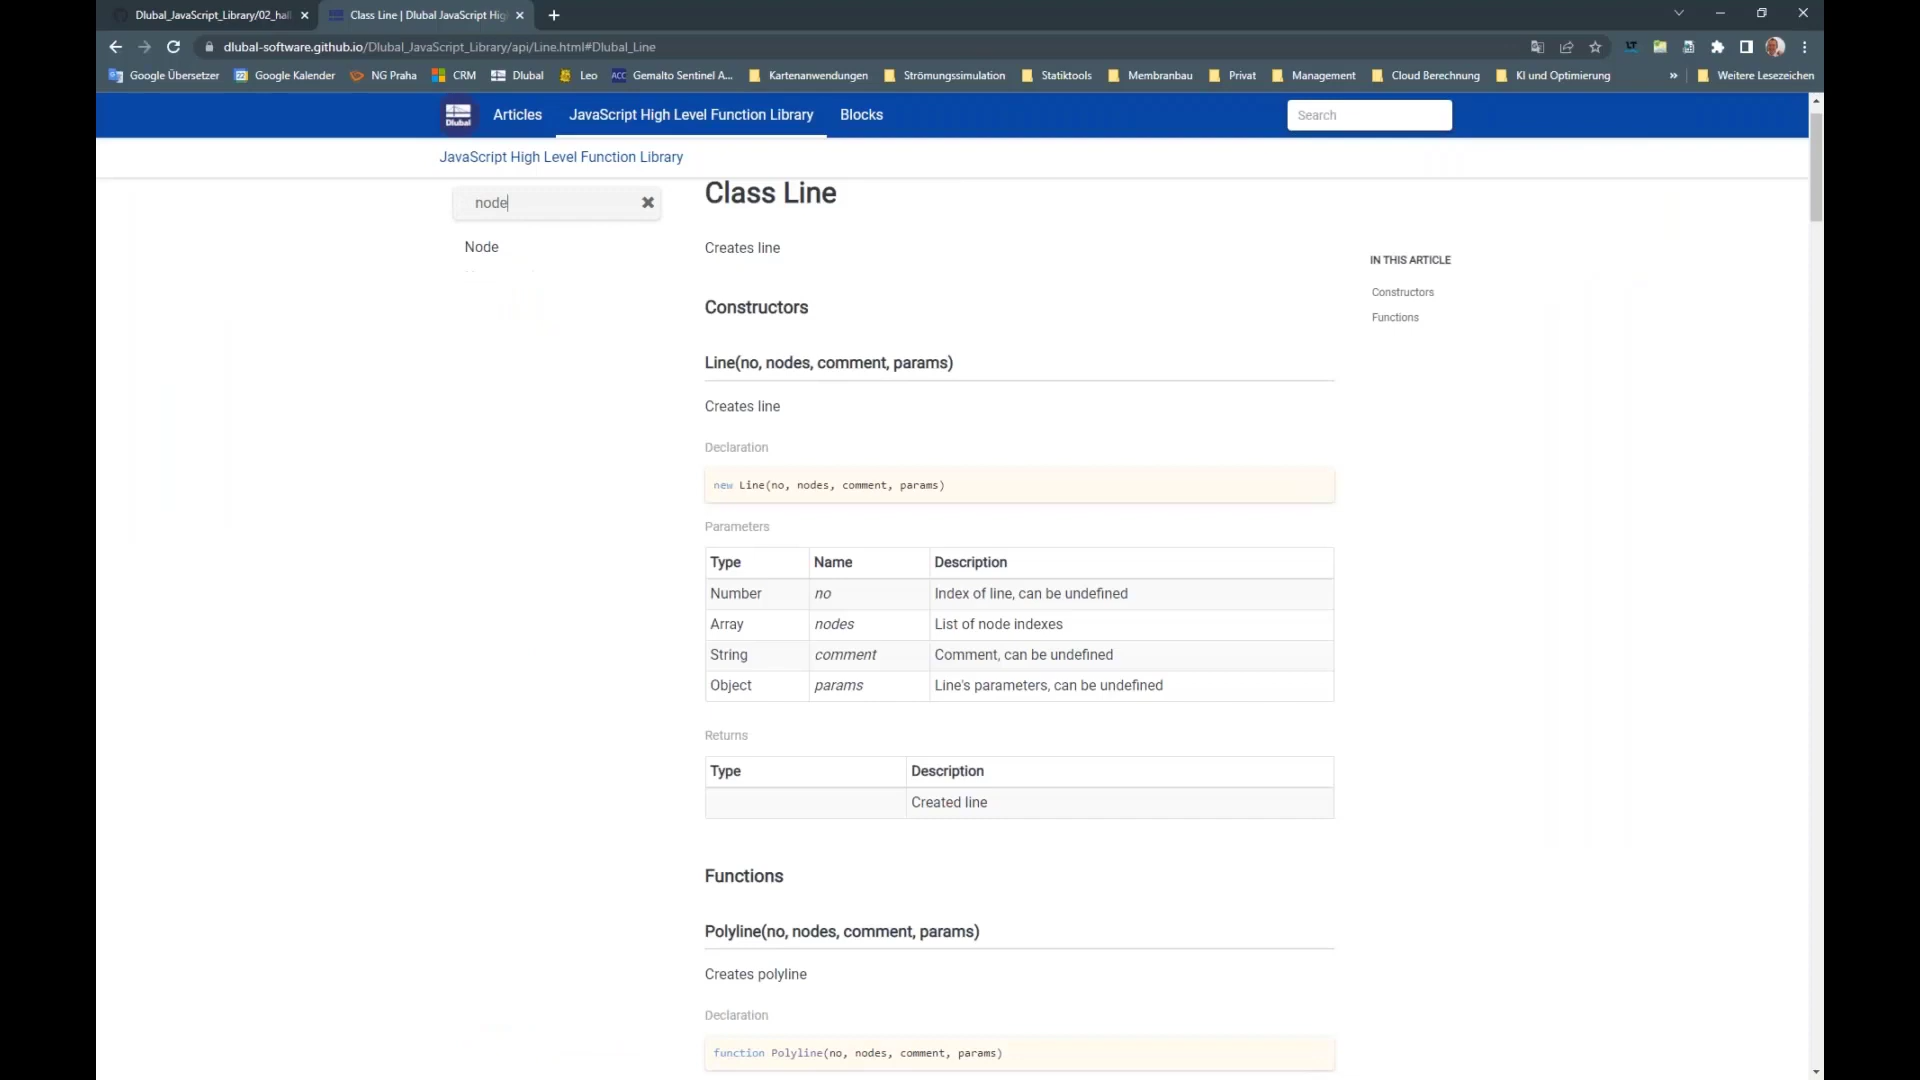 Dlubal_JavaScript_Library/02_hal
Class Line | Dlubal JavaScript Hig
dlubal-software.github.io/Dlubal_JavaScript_Library/api/Line.html#Dlubal_Line
Google Übersetzer
Google Kalender
NG Praha
CRM
Dlubal
Leo
ACC
Gemalto Sentinel A...
Kartenanwendungen
Strömungssimulation
Statiktools
Membranbau
Privat
Management
Cloud Berechnung
KI und Optimierung
»
Weitere Lesezeichen
Dlubal
Articles
JavaScript High Level Function Library
Blocks
Search
JavaScript High Level Function Library
node
Node
Class Line
Creates line
IN THIS ARTICLE
Constructors
Functions
Constructors
Line(no, nodes, comment, params)
Creates line
Declaration
new Line(no, nodes, comment, params)
Parameters
Type Name Description
Number no Index of line, can be undefined
Array nodes List of node indexes
String comment Comment, can be undefined
Object params Line's parameters, can be undefined
Returns
Type Description
Created line
Functions
Polyline(no, nodes, comment, params)
Creates polyline
Declaration
function Polyline(no, nodes, comment, params)